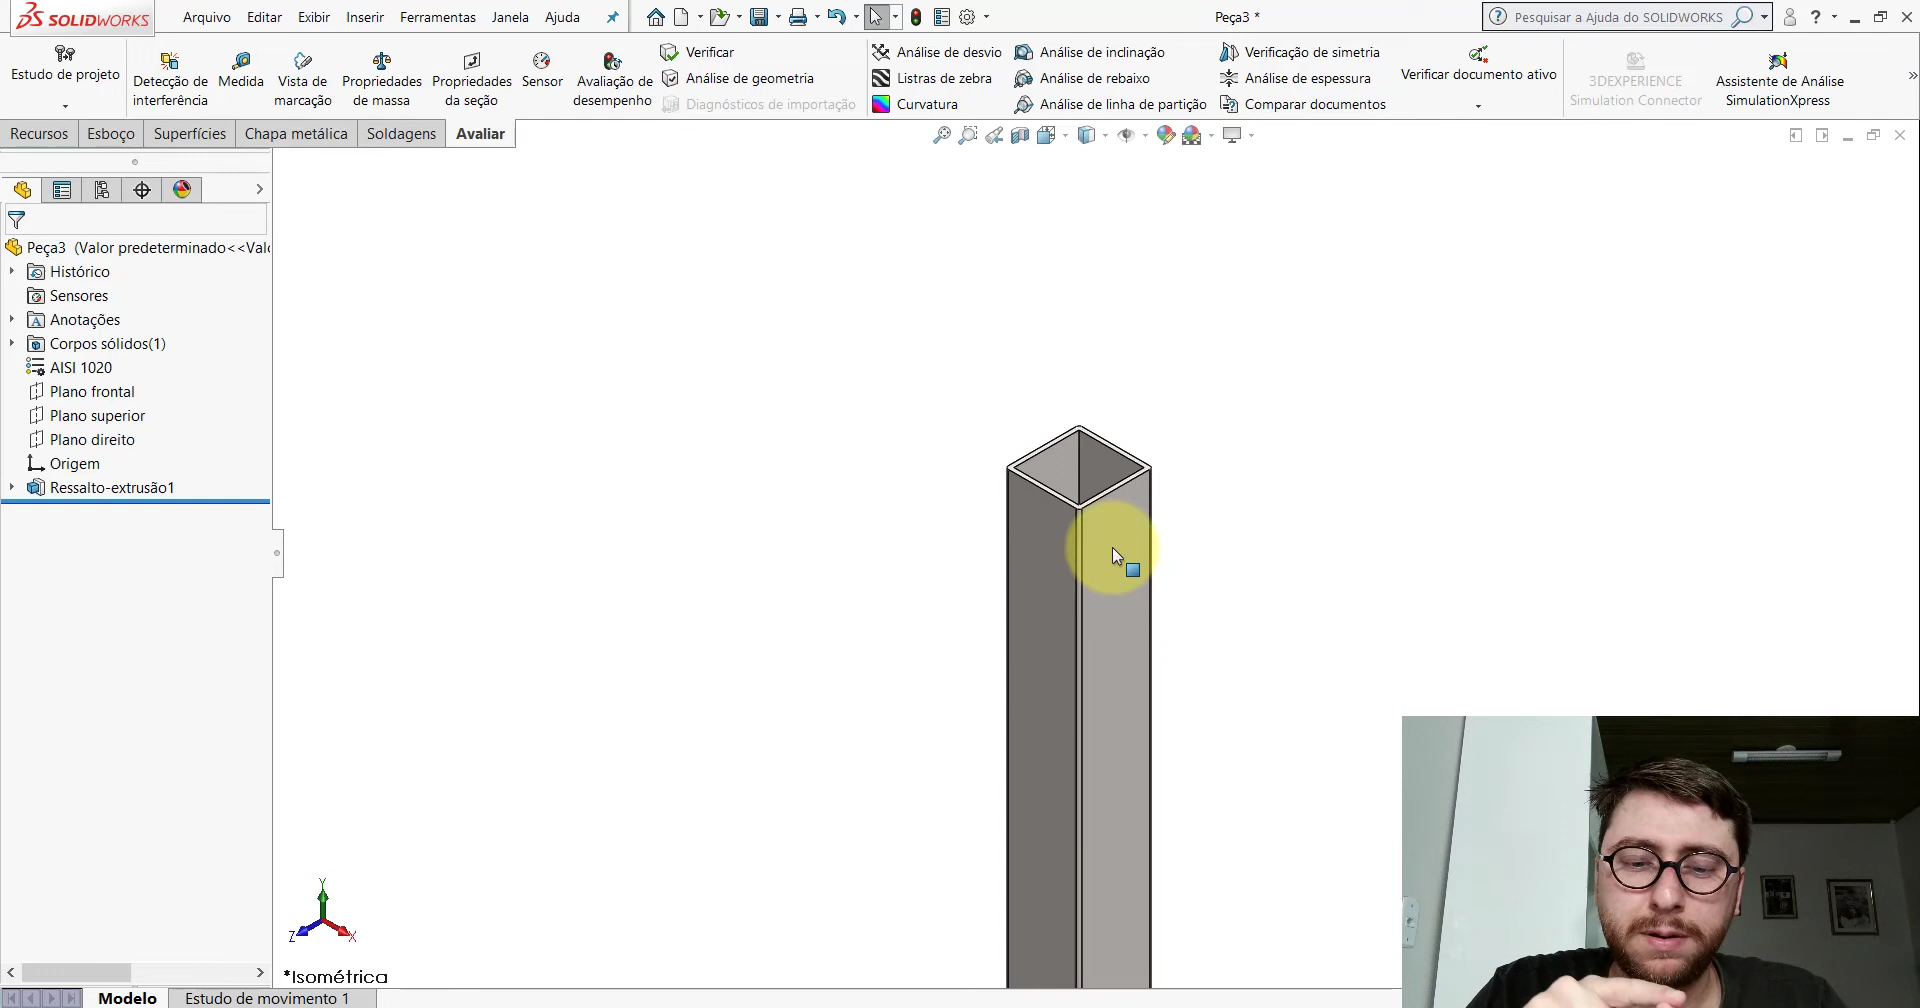 SOLIDWORKS
Arquivo Editar Exibir Inserir Ferramentas Janela Ajuda
Peça3 *
Pesquisar a Ajuda do SOLIDWORKS
Estudo de projeto
Detecção de interferência
Medida
Vista de marcação
Propriedades de massa
Propriedades da seção
Sensor
Avaliação de desempenho
Verificar
Análise de geometria
Diagnósticos de importação
Análise de desvio
Listras de zebra
Curvatura
Análise de inclinação
Análise de rebaixo
Análise de linha de partição
Verificação de simetria
Análise de espessura
Comparar documentos
Verificar documento ativo
3DEXPERIENCE
Simulation Connector
Assistente de Análise
SimulationXpress
Recursos Esboço Superfícies Chapa metálica Soldagens Avaliar
Peça3 (Valor predeterminado<<Valo
Histórico
Sensores
Anotações
Corpos sólidos(1)
AISI 1020
Plano frontal
Plano superior
Plano direito
Origem
Ressalto-extrusão1
Y
Z
X
*Isométrica
Modelo Estudo de movimento 1